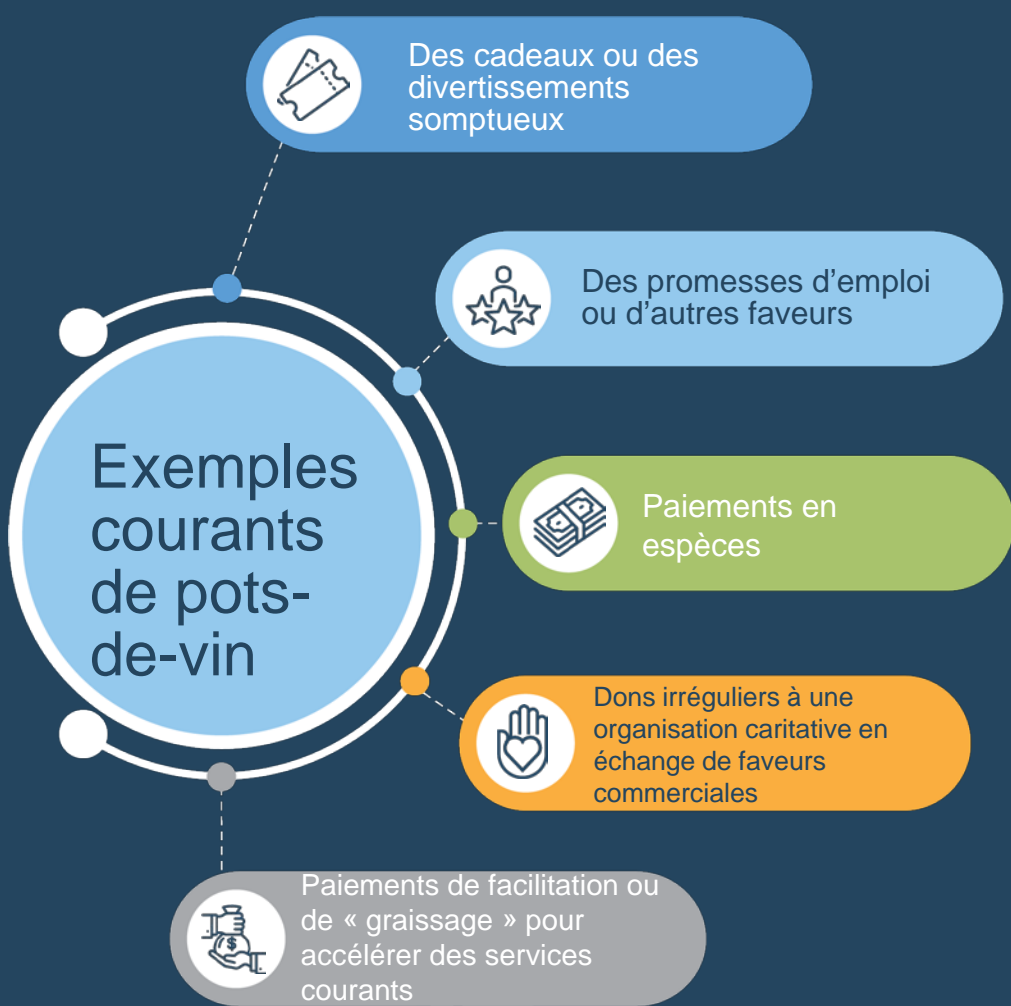 Des cadeaux ou des
divertissements
somptueux
Des promesses d'emploi
ou d'autres faveurs
Exemples
courants
de pots-
de-vin
Paiements en
espèces
Dons irréguliers à une
organisation caritative en
échange de faveurs
commerciales
Paiements de facilitation ou
de « graissage » pour
accélérer des services
courants
$